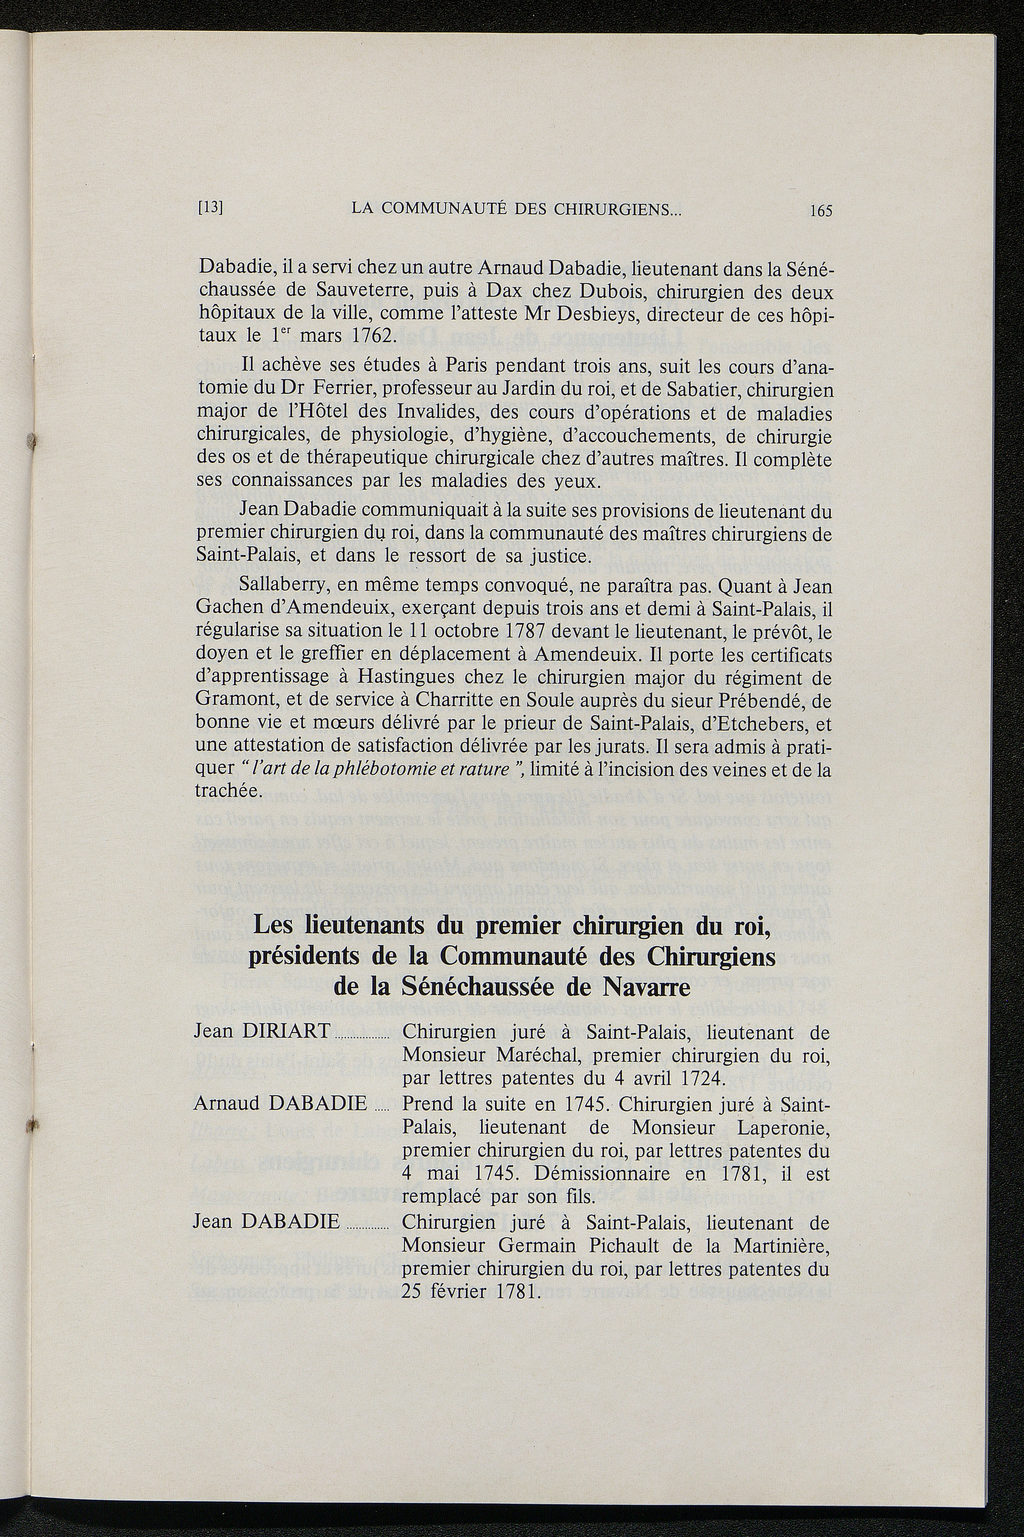 [13] LA COMMUNAUTÉ DES CHIRURGIENS... 165
Dabadie, il a servi chez un autre Arnaud Dabadie, lieutenant dans la Séné-
chaussée de Sauveterre, puis à Dax chez Dubois, chirurgien des deux
hôpitaux de la ville, comme l'atteste Mr Desbieys, directeur de ces hôpi-
taux le 1er mars 1762.
Il achève ses études à Paris pendant trois ans, suit les cours d'ana-
tomie du Dr Ferrier, professeur au Jardin du roi, et de Sabatier, chirurgien
major de l'Hôtel des Invalides, des cours d'opérations et de maladies
chirurgicales, de physiologie, d'hygiène, d'accouchements, de chirurgie
des os et de thérapeutique chirurgicale chez d'autres maîtres. Il complète
ses connaissances par les maladies des yeux.
Jean Dabadie communiquait à la suite ses provisions de lieutenant du
premier chirurgien du roi, dans la communauté des maîtres chirurgiens de
Saint-Palais, et dans le ressort de sa justice.
Sallaberry, en même temps convoqué, ne paraîtra pas. Quant à Jean
Gachen d'Amendeuix, exerçant depuis trois ans et demi à Saint-Palais, il
régularise sa situation le 11 octobre 1787 devant le lieutenant, le prévôt, le
doyen et le greffier en déplacement à Amendeuix. Il porte les certificats
d'apprentissage à Hastingues chez le chirurgien major du régiment de
Gramont, et de service à Charritte en Soule auprès du sieur Prébendé, de
bonne vie et mœurs délivré par le prieur de Saint-Palais, d'Etchebers, et
une attestation de satisfaction délivrée par les jurats. Il sera admis à prati-
quer "l'art de la phlébotomie et rature", limité à l'incision des veines et de la
trachée.
Les lieutenants du premier chirurgien du roi,
présidents de la Communauté des Chirurgiens
de la Sénéchaussée de Navarre
Jean DIRIART ................ Chirurgien juré à Saint-Palais, lieutenant de
Monsieur Maréchal, premier chirurgien du roi,
par lettres patentes du 4 avril 1724.
Arnaud DABADIE ..... Prend la suite en 1745. Chirurgien juré à Saint-
Palais, lieutenant de Monsieur Laperonie,
premier chirurgien du roi, par lettres patentes du
4 mai 1745. Démissionnaire en 1781, il est
remplacé par son fils.
Jean DABADIE ............ Chirurgien juré à Saint-Palais, lieutenant de
Monsieur Germain Pichault de la Martinière,
premier chirurgien du roi, par lettres patentes du
25 février 1781.